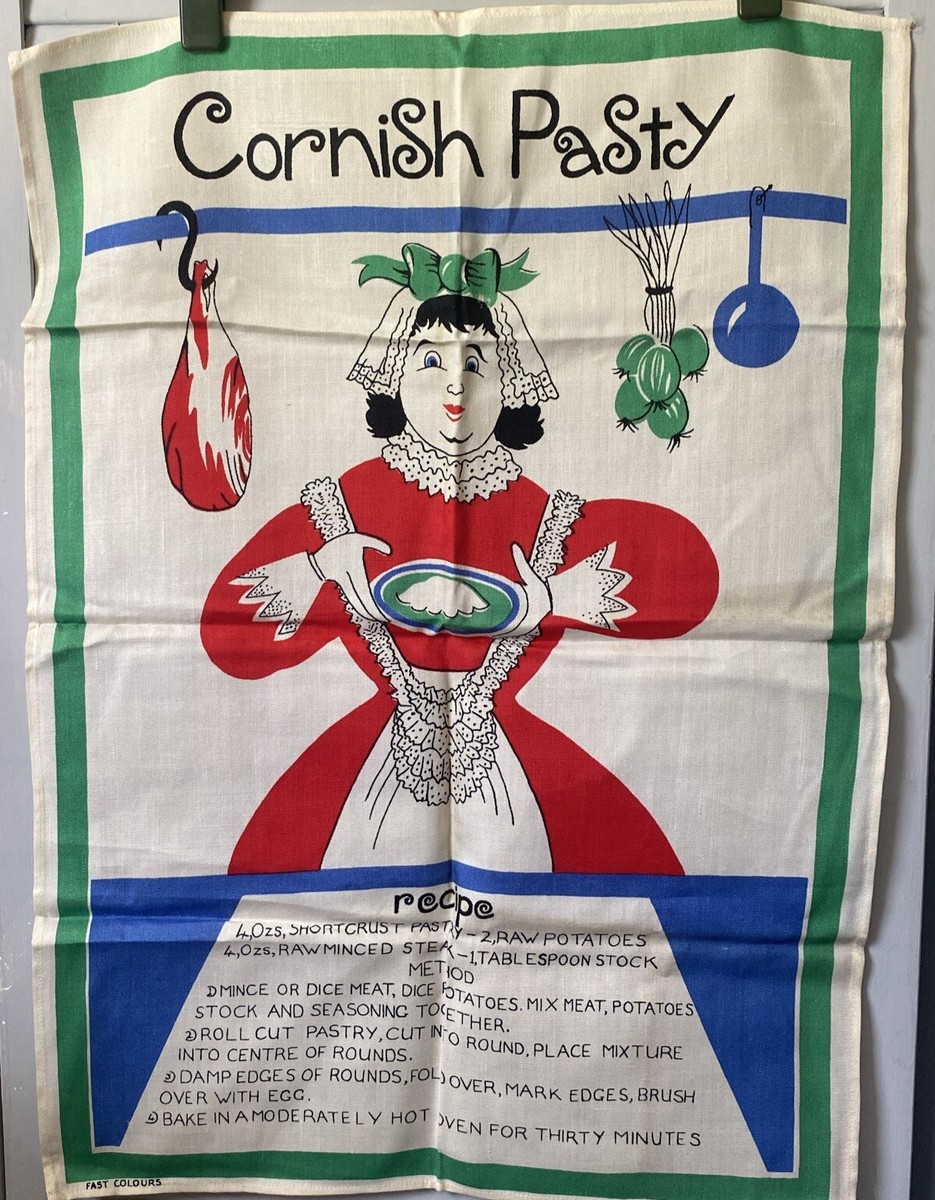 Cornish Pasty
recipe
4,Ozs, SHORTCRUST PASTRY - 2, RAW POTATOES
4,Ozs, RAW MINCED STEAK - 1, TABLESPOON STOCK
METHOD
1) MINCE OR DICE MEAT, DICE POTATOES. MIX MEAT, POTATOES
STOCK AND SEASONING TOGETHER.
2) ROLL CUT PASTRY, CUT INTO ROUND, PLACE MIXTURE
INTO CENTRE OF ROUNDS.
3) DAMP EDGES OF ROUNDS, FOLD OVER, MARK EDGES, BRUSH
OVER WITH EGG.
4) BAKE IN A MODERATELY HOT OVEN FOR THIRTY MINUTES
FAST COLOURS